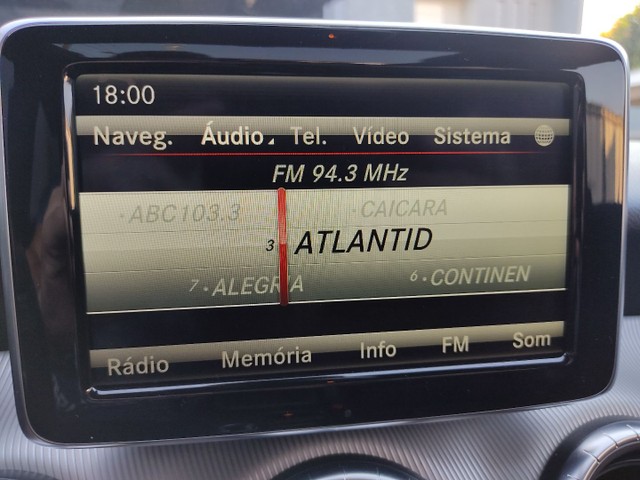 18:00
Naveg. Áudio Tel. Vídeo Sistema
FM 94.3 MHz
ABC103.3 CAICARA
3 ATLANTID
7 ALEGRIA 6 CONTINEN
Rádio Memória Info FM Som